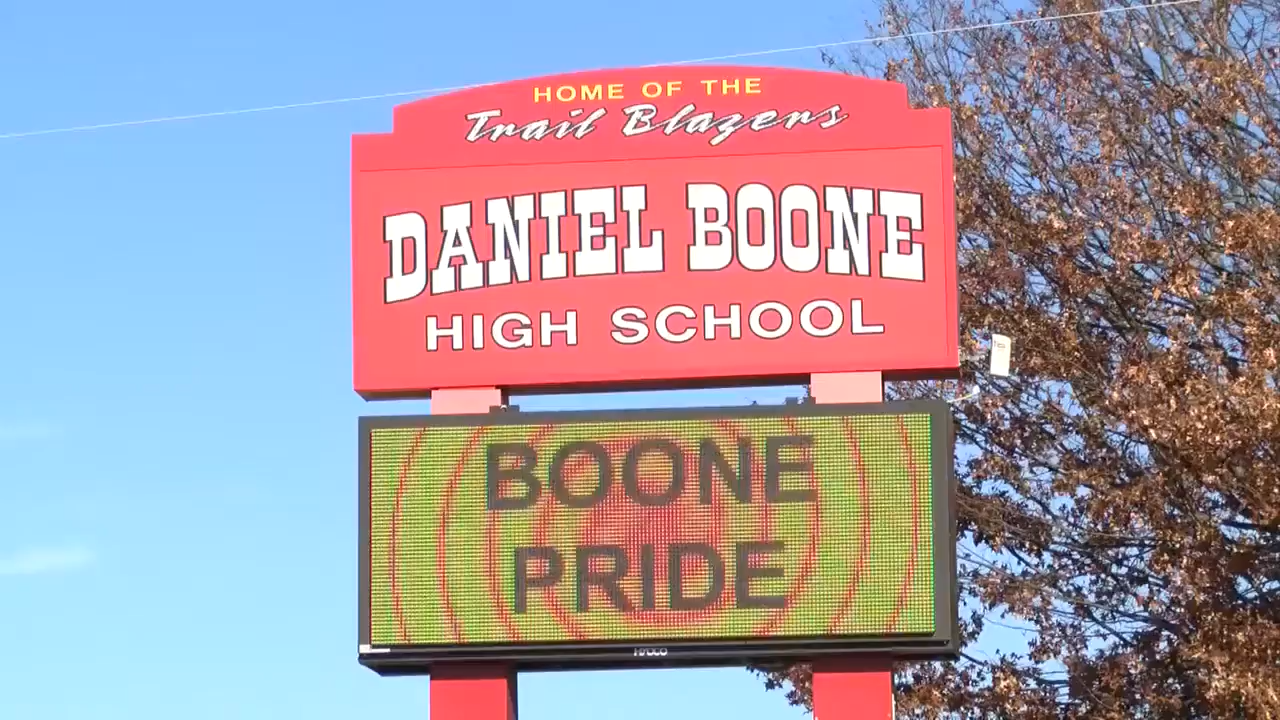 HOME OF THE
Trail Blazers
DANIEL BOONE
HIGH SCHOOL
BOONE
PRIDE